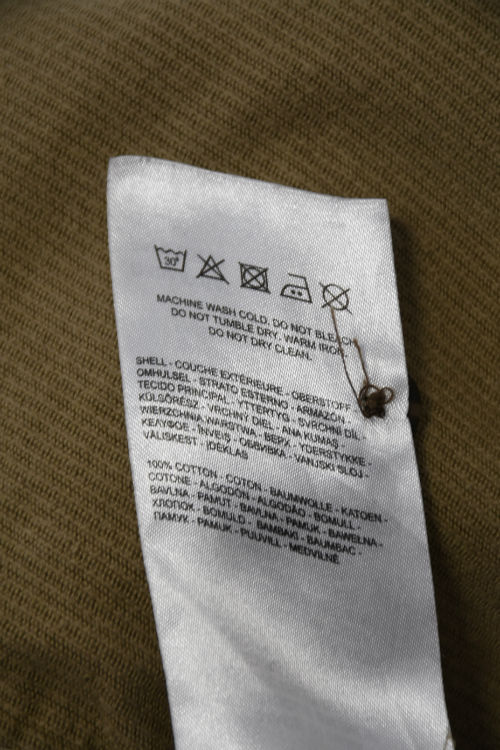 30°
MACHINE WASH COLD. DO NOT BLEACH.
DO NOT TUMBLE DRY. WARM IRON.
DO NOT DRY CLEAN.
SHELL - COUCHE EXTÉRIEURE - OBERSTOFF -
OMHULSEL - STRATO ESTERNO - ARMAZÓN -
TECIDO PRINCIPAL - YTTERTYG - SVRCHNÍ DÍL -
KÜLSŐRÉSZ - VRCHNÝ DIEL - ANA KUMAŞ -
WIERZCHNIA WARSTWA - ВЕРХ - YDERSTYKKE -
ΚΕΛΥΦΟΣ - ÎNVELIŞ - ОБВИВКА - VANJSKI SLOJ -
VÄLISKEST - ĮDĖKLAS
100% COTTON - COTON - BAUMWOLLE - KATOEN -
COTONE - ALGODÓN - ALGODÃO - BOMULL -
BAVLNA - PAMUT - BAVLNA - PAMUK - BAWEŁNA -
ХЛОПОК - BOMULD - ΒΑΜΒΑΚΙ - BUMBAC -
ПАМУК - PAMUK - PUUVILL - MEDVILNĖ